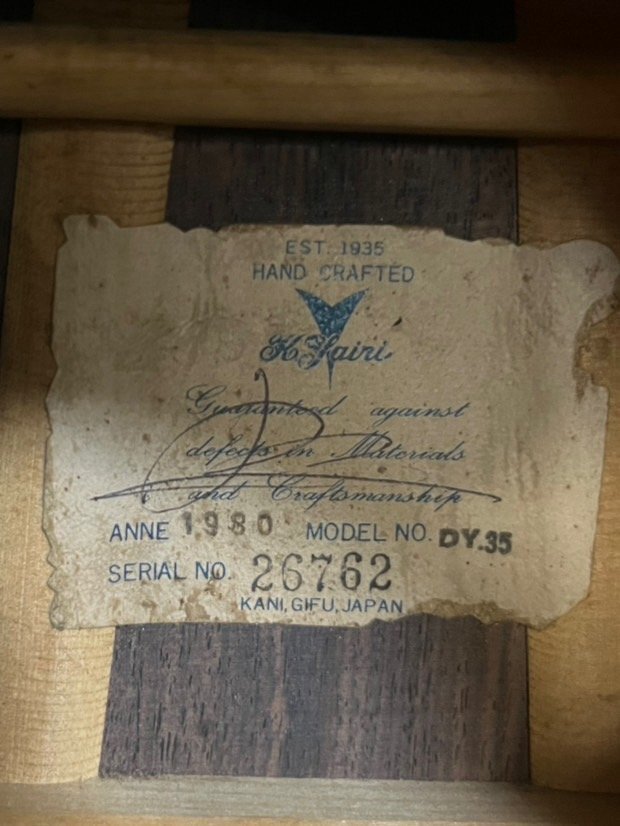 EST. 1935
HAND CRAFTED
K.Yairi
Guaranteed against
defects in Materials
and Craftsmanship
ANNE 1980 MODEL NO. DY.35
SERIAL NO. 26762
KANI, GIFU, JAPAN